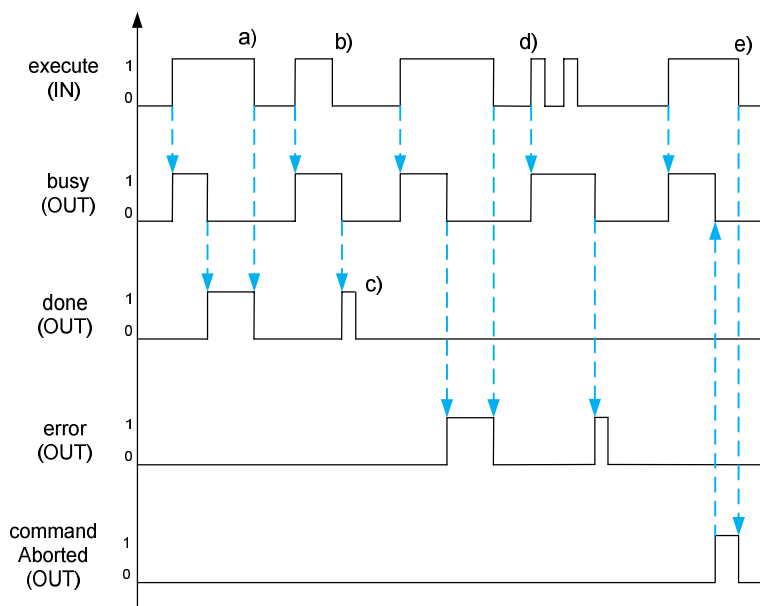 a)
b)
d)
e)
execute
(IN)
1
0
busy
(OUT)
1
0
c)
done
(OUT)
1
0
error
(OUT)
1
0
command
Aborted
(OUT)
1
0